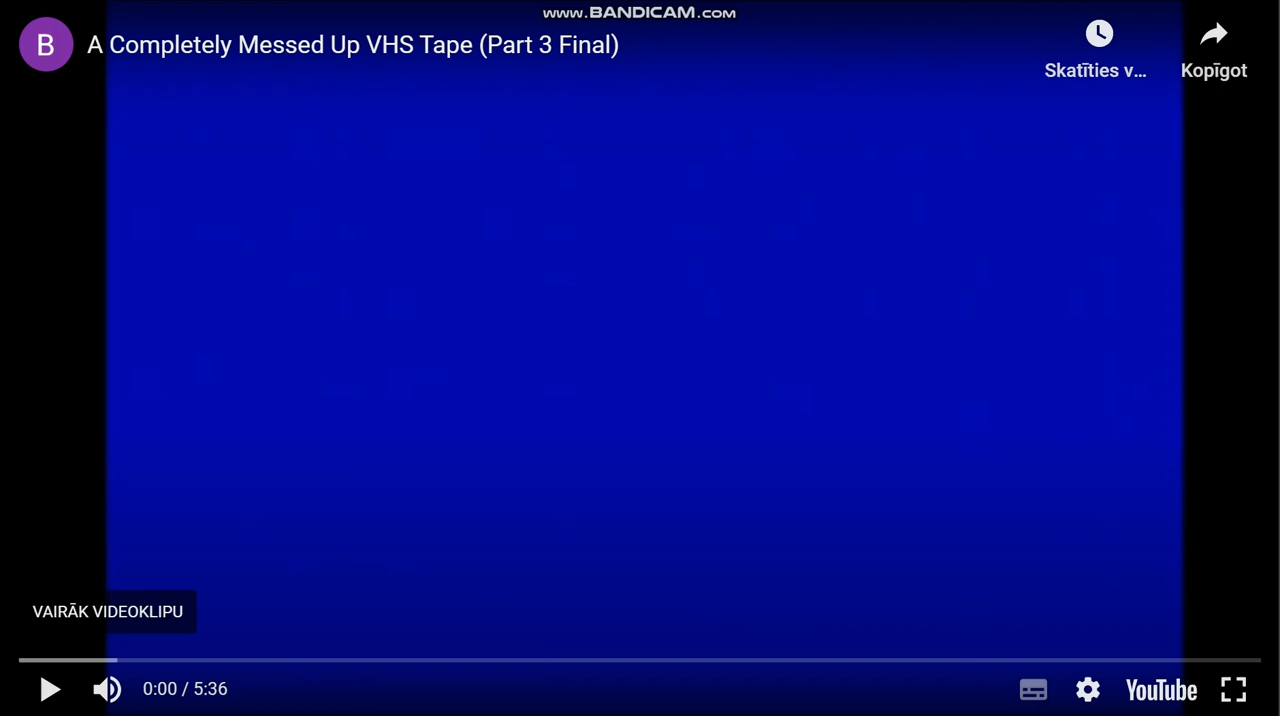 www.BANDICAM.com
B
A Completely Messed Up VHS Tape (Part 3 Final)
Skatīties v...
Kopīgot
VAIRĀK VIDEOKLIPU
0:00 / 5:36
YouTube